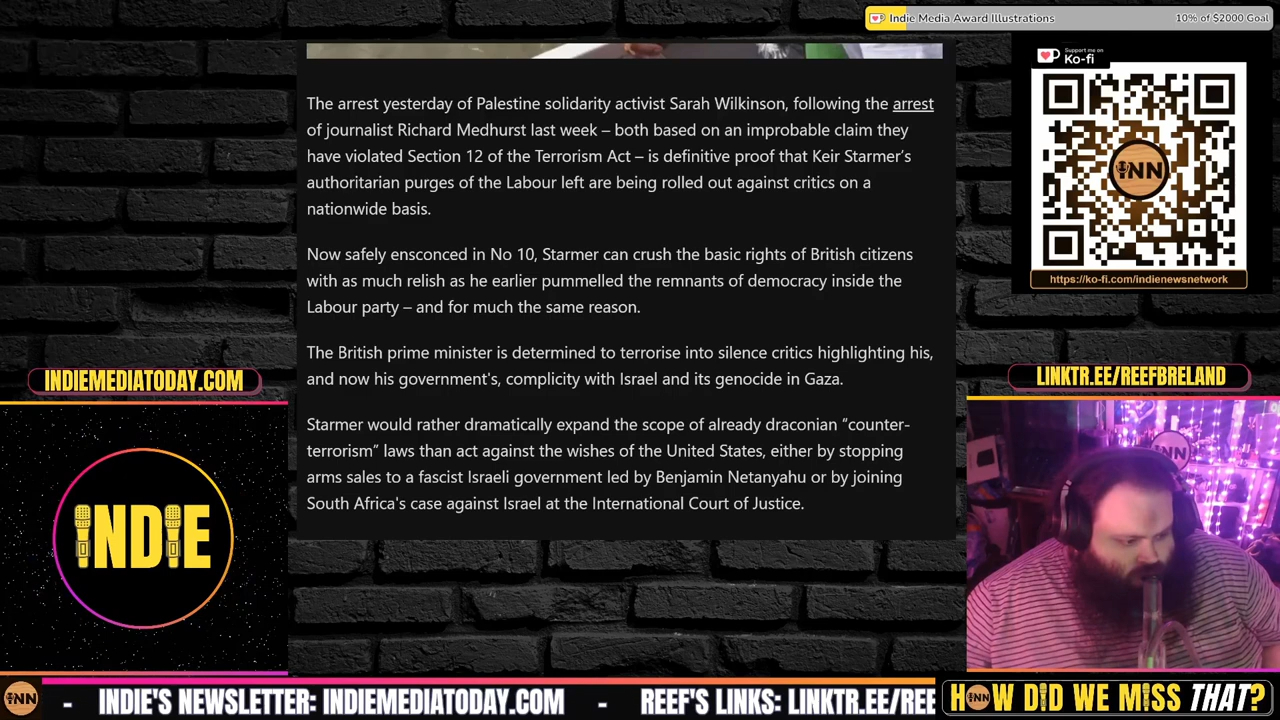 Indie Media Award Illustrations
10% of $2000 Goal
Support me on
Ko-fi
iNN
https://ko-fi.com/indienewsnetwork
The arrest yesterday of Palestine solidarity activist Sarah Wilkinson, following the arrest
of journalist Richard Medhurst last week – both based on an improbable claim they
have violated Section 12 of the Terrorism Act – is definitive proof that Keir Starmer’s
authoritarian purges of the Labour left are being rolled out against critics on a
nationwide basis.
Now safely ensconced in No 10, Starmer can crush the basic rights of British citizens
with as much relish as he earlier pummelled the remnants of democracy inside the
Labour party – and for much the same reason.
The British prime minister is determined to terrorise into silence critics highlighting his,
and now his government's, complicity with Israel and its genocide in Gaza.
Starmer would rather dramatically expand the scope of already draconian “counter-
terrorism” laws than act against the wishes of the United States, either by stopping
arms sales to a fascist Israeli government led by Benjamin Netanyahu or by joining
South Africa's case against Israel at the International Court of Justice.
INDIEMEDIATODAY.COM
INDIE
LINKTR.EE/REEFBRELAND
iNN
iNN
- INDIE'S NEWSLETTER: INDIEMEDIATODAY.COM - REEF'S LINKS: LINKTR.EE/REE
HOW DID WE MISS THAT?